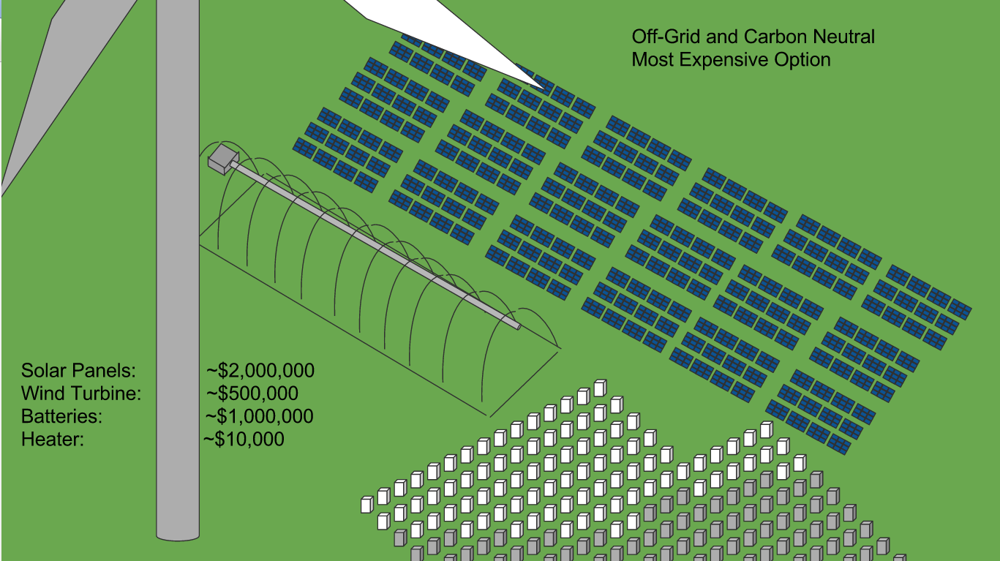 Off-Grid and Carbon Neutral
Most Expensive Option
Solar Panels: ~$2,000,000
Wind Turbine: ~$500,000
Batteries: ~$1,000,000
Heater: ~$10,000